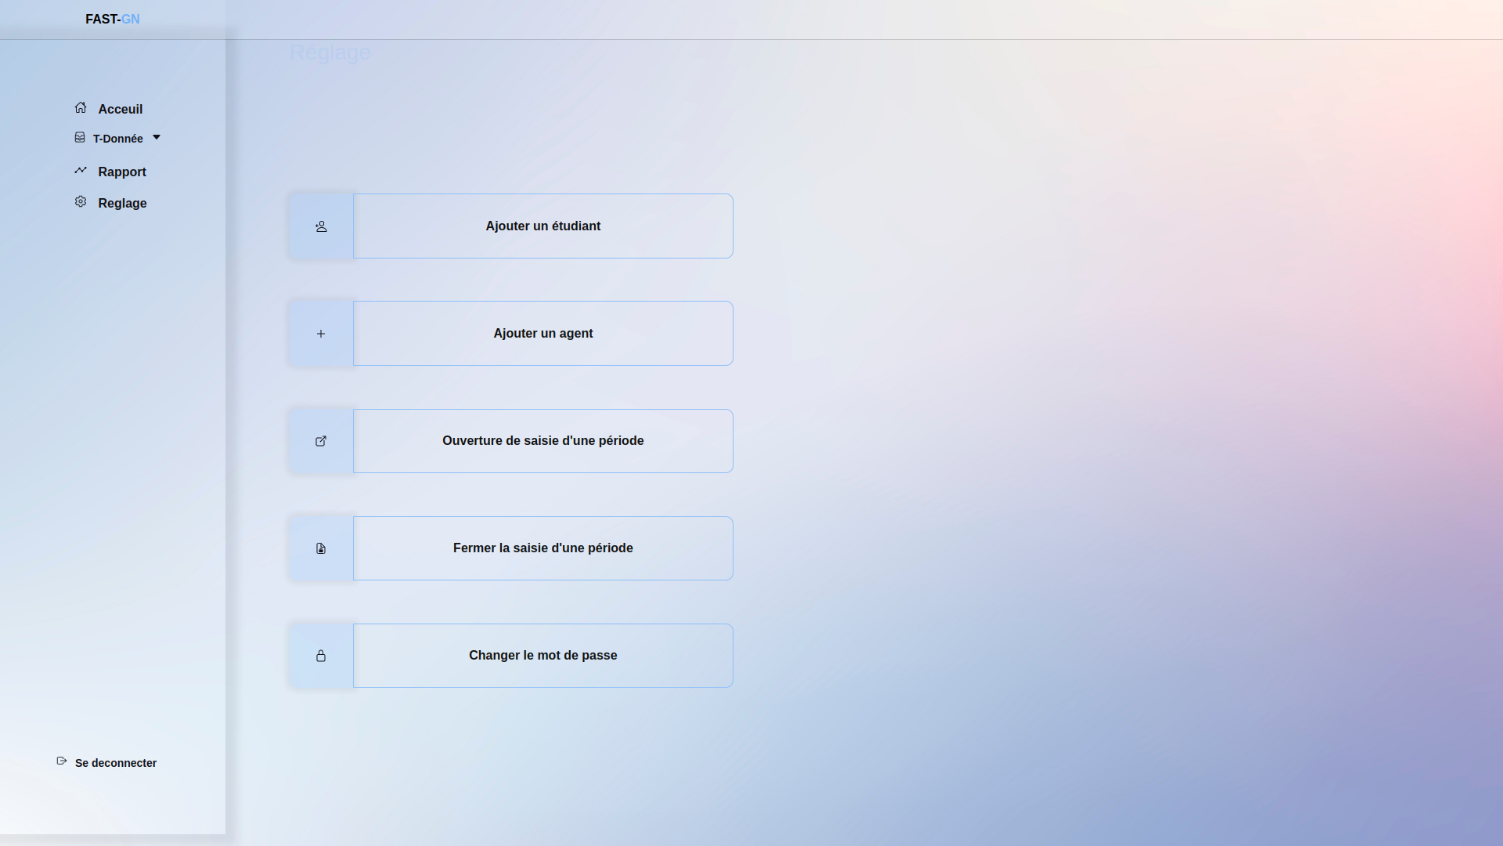 FAST-GN
Réglage
Acceuil
T-Donnée
Rapport
Reglage
Ajouter un étudiant
Ajouter un agent
Ouverture de saisie d'une période
Fermer la saisie d'une période
Changer le mot de passe
Se deconnecter